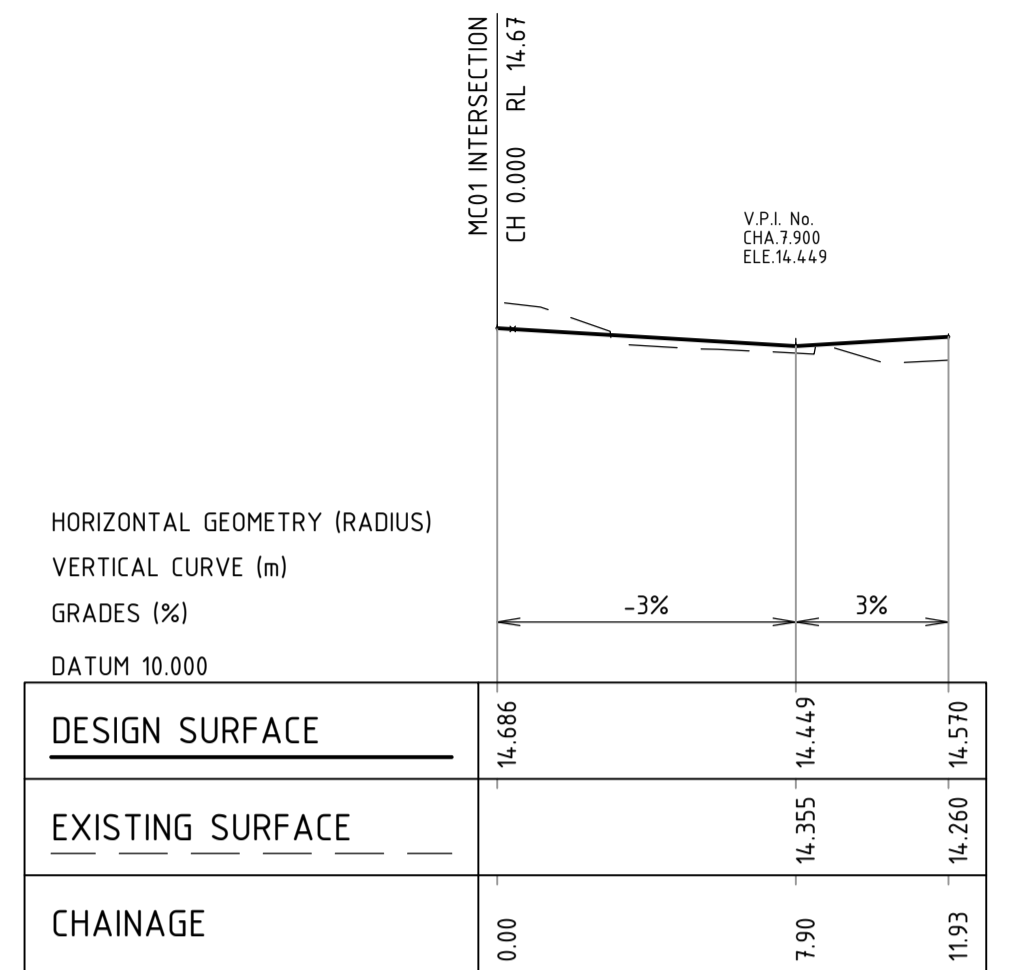 MC01 INTERSECTION
CH 0.000 RL 14.67
V.P.I. No.
CHA.7.900
ELE.14.449
HORIZONTAL GEOMETRY (RADIUS)
VERTICAL CURVE (m)
GRADES (%)
-3% 3%
DATUM 10.000
DESIGN SURFACE 14.686 14.449 14.570
EXISTING SURFACE 14.355 14.260
CHAINAGE 0.00 7.90 11.93